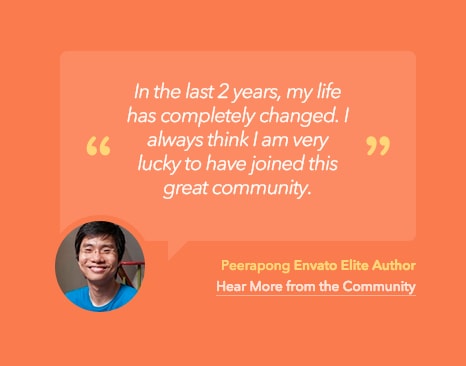 In the last 2 years, my life
has completely changed. I
always think I am very
“ ”
lucky to have joined this
great community.
Peerapong Envato Elite Author
Hear More from the Community